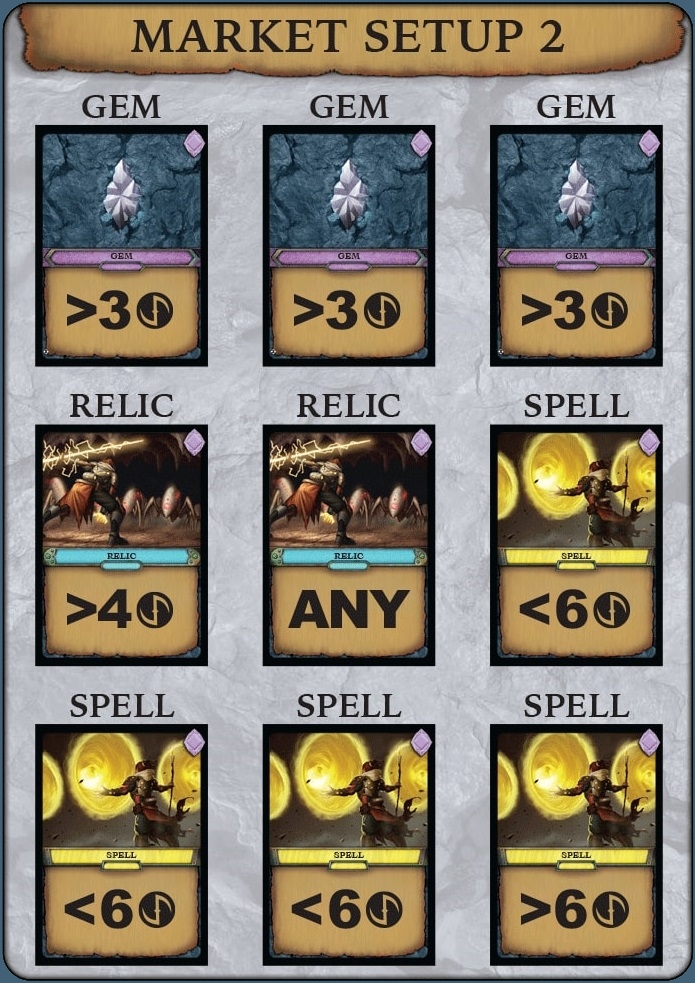 MARKET SETUP 2
GEM GEM GEM
GEM GEM GEM
>3 >3 >3
RELIC RELIC SPELL
RELIC RELIC SPELL
>4 ANY <6
SPELL SPELL SPELL
SPELL SPELL SPELL
<6 <6 >6